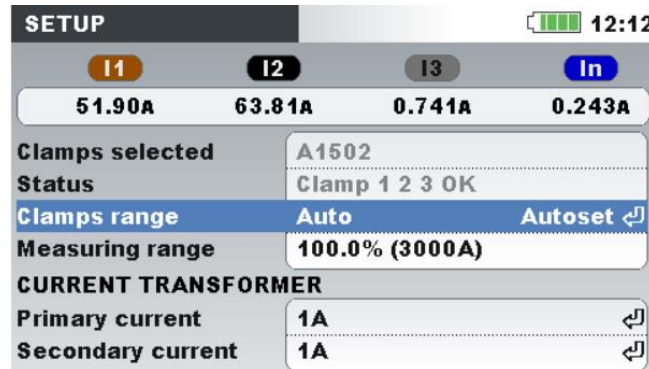 SETUP 12:12
I1 I2 I3 In
51.90A 63.81A 0.741A 0.243A
Clamps selected A1502
Status Clamp 1 2 3 OK
Clamps range Auto Autoset
Measuring range 100.0% (3000A)
CURRENT TRANSFORMER
Primary current 1A
Secondary current 1A